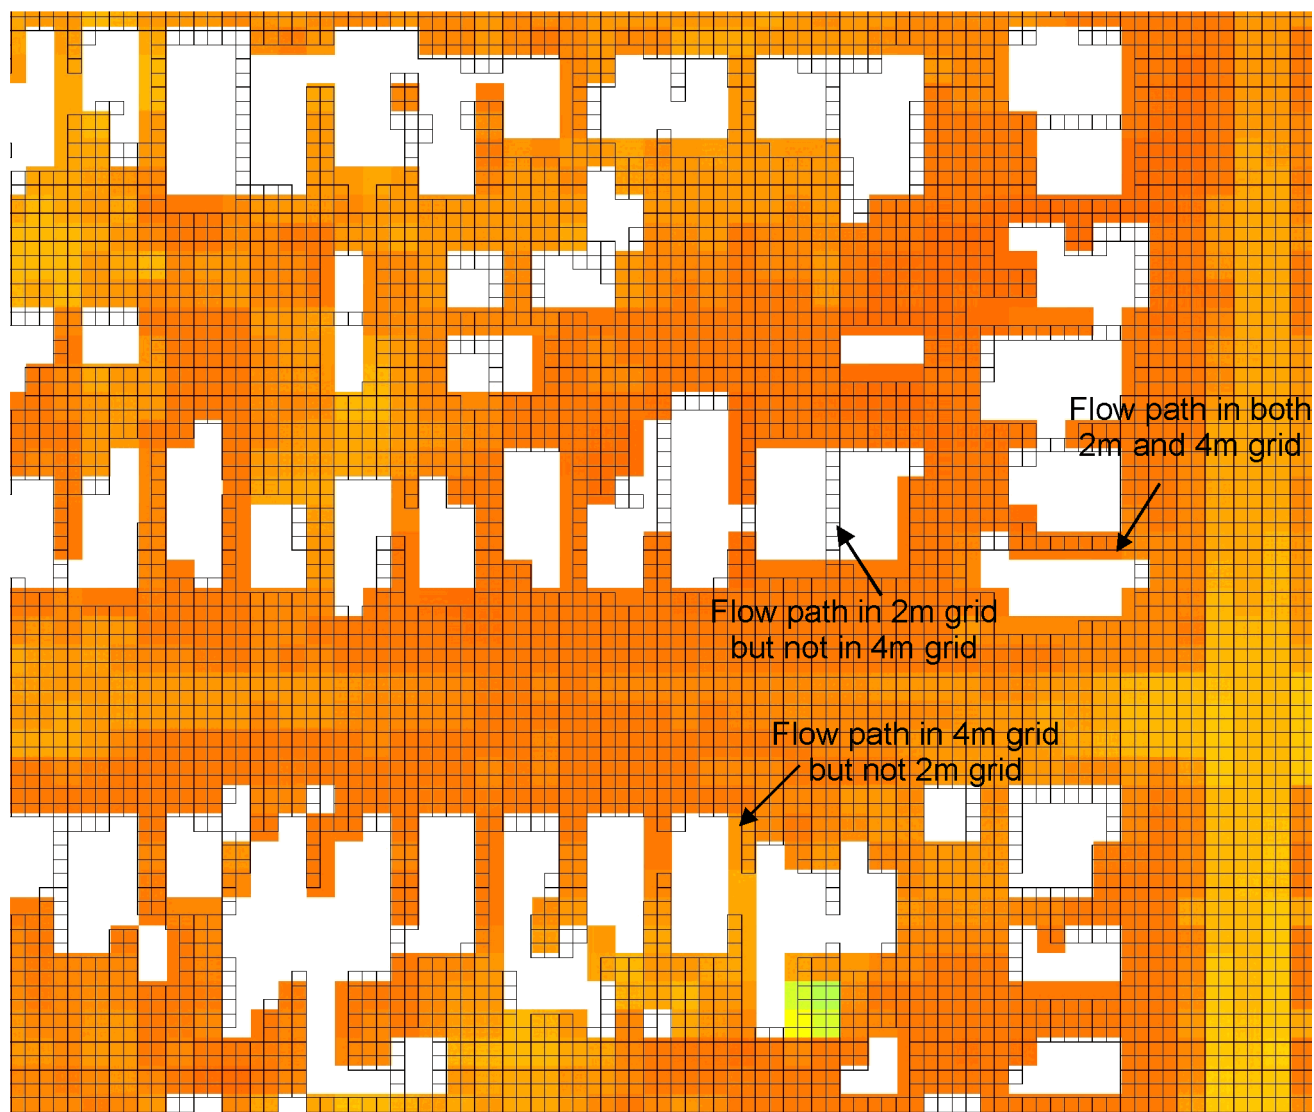 Flow path in both
2m and 4m grid
Flow path in 2m grid
but not in 4m grid
Flow path in 4m grid
but not 2m grid